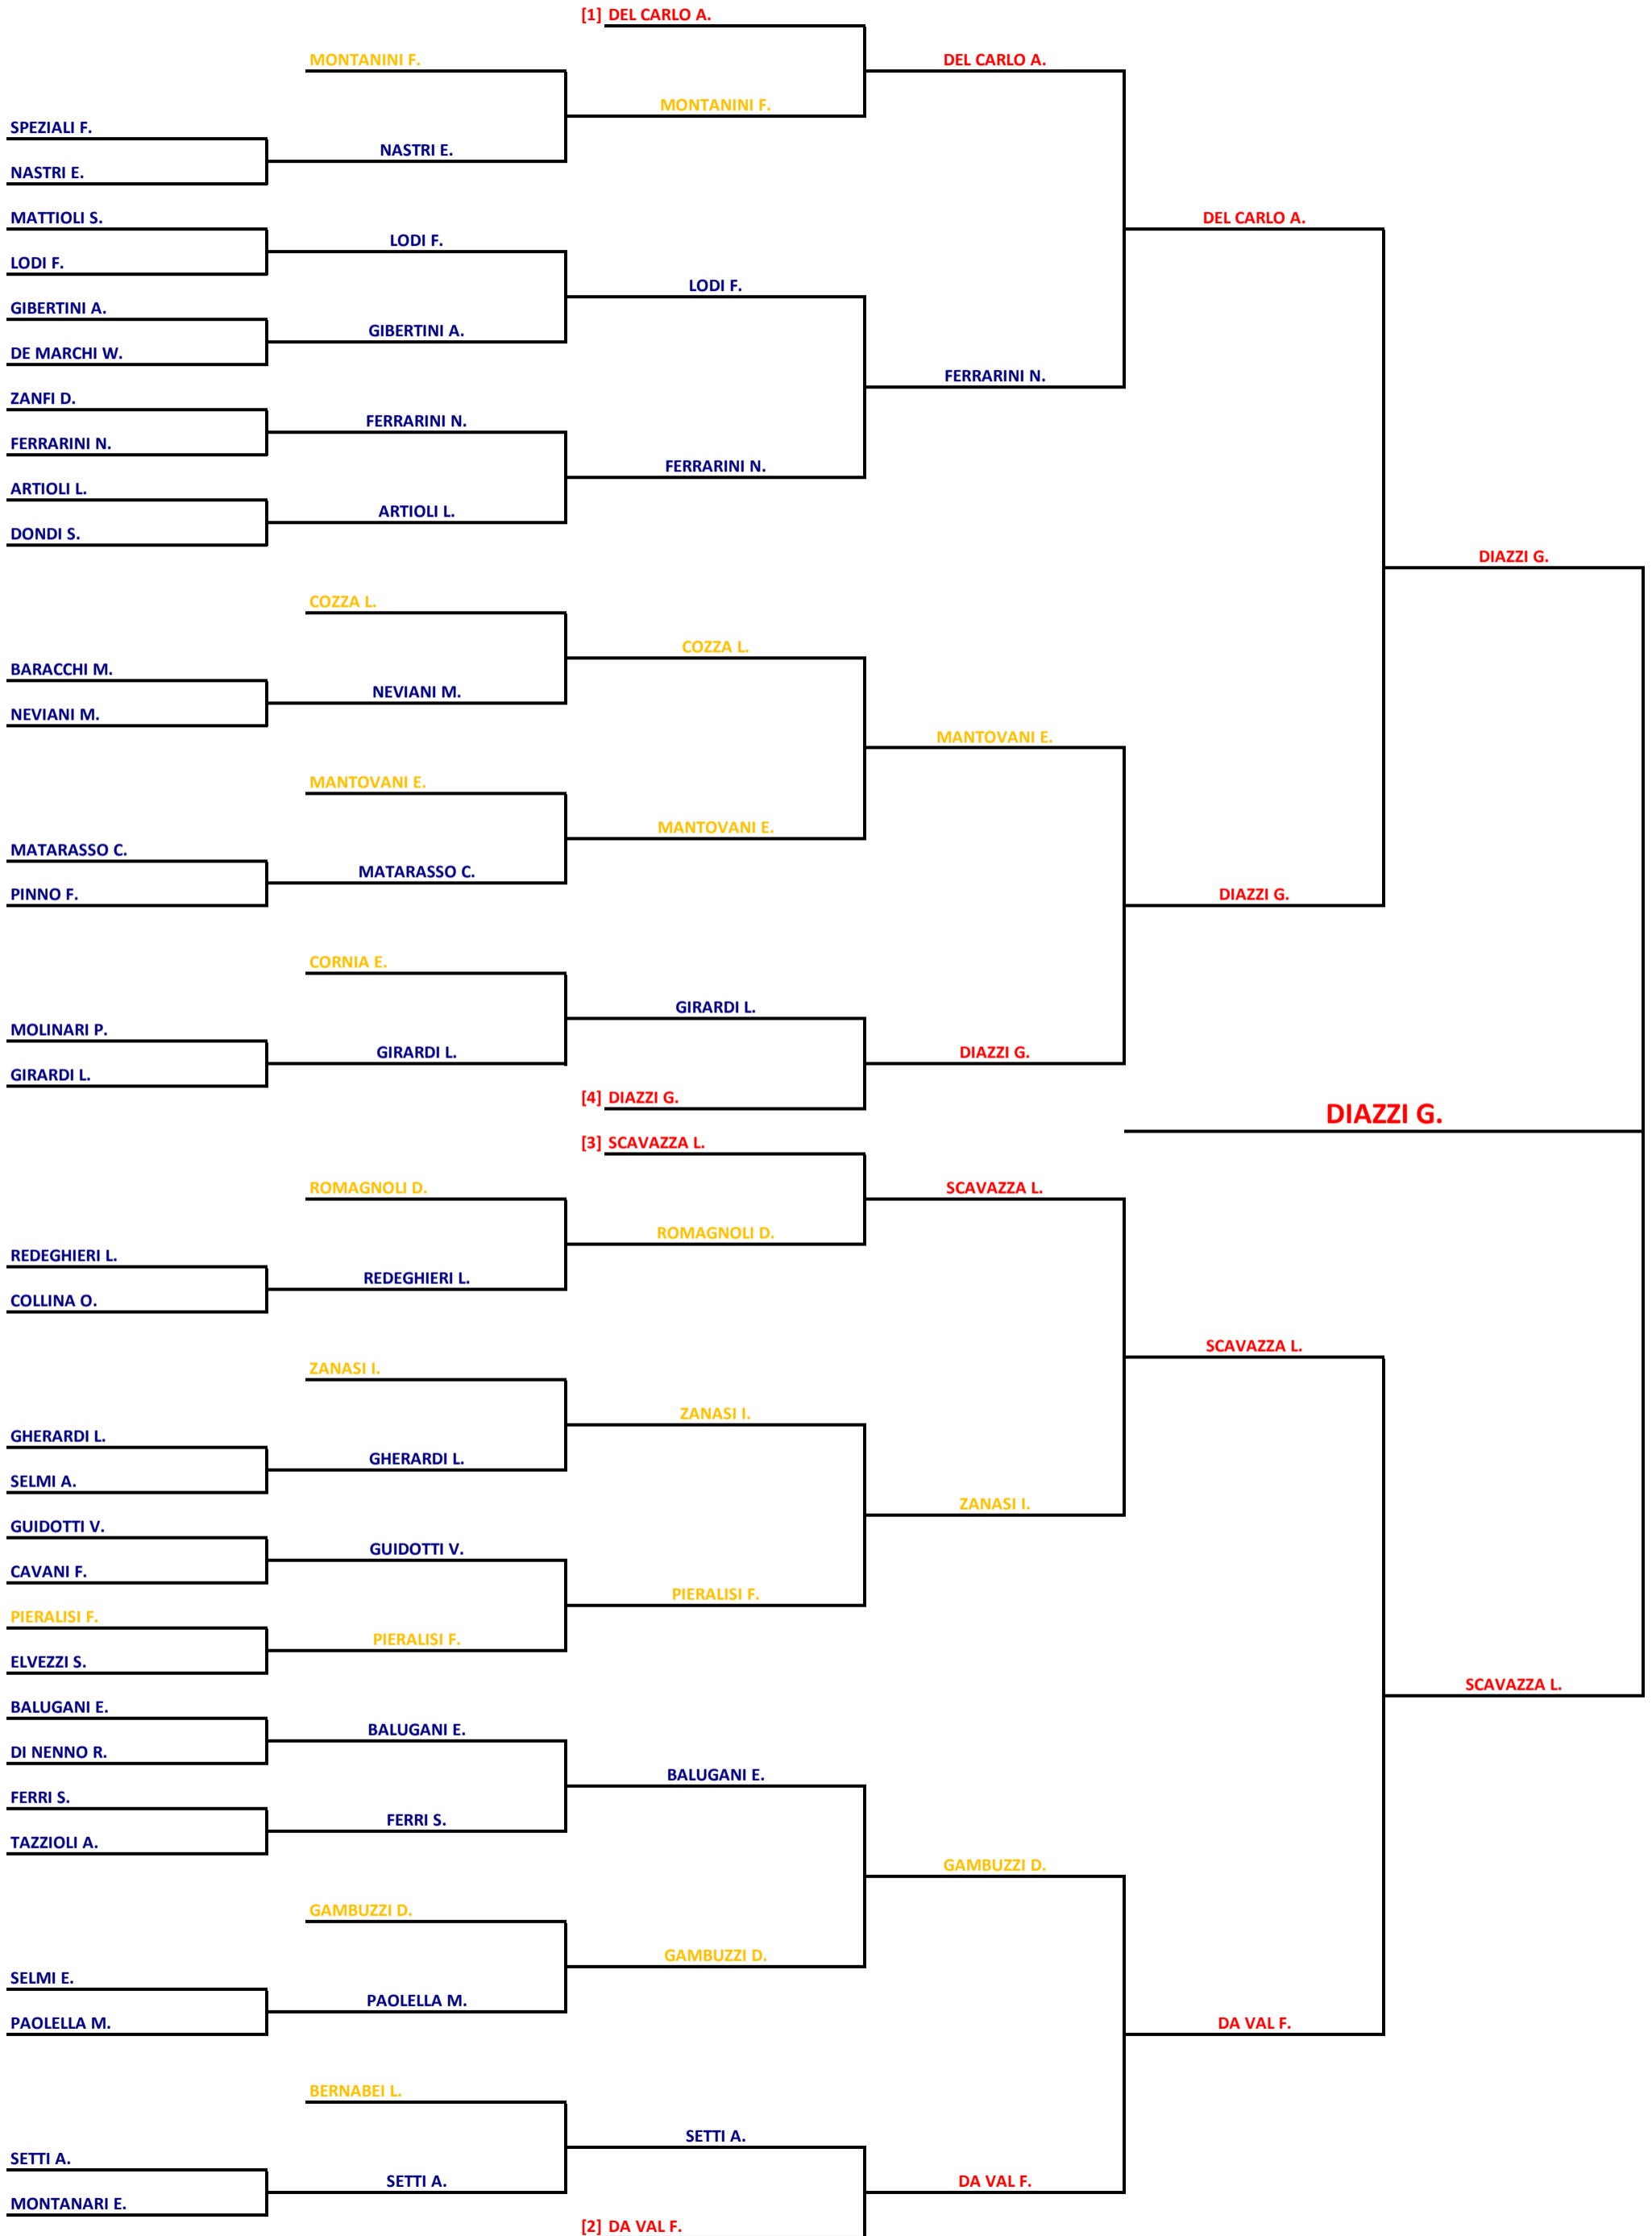 [1] DEL CARLO A.
MONTANINI F.
DEL CARLO A.
MONTANINI F.
SPEZIALI F.
NASTRI E.
NASTRI E.
MATTIOLI S.
DEL CARLO A.
LODI F.
LODI F.
LODI F.
GIBERTINI A.
GIBERTINI A.
DE MARCHI W.
FERRARINI N.
ZANFI D.
FERRARINI N.
FERRARINI N.
FERRARINI N.
ARTIOLI L.
ARTIOLI L.
DONDI S.
DIAZZI G.
COZZA L.
COZZA L.
BARACCHI M.
NEVIANI M.
NEVIANI M.
MANTOVANI E.
MANTOVANI E.
MANTOVANI E.
MATARASSO C.
MATARASSO C.
PINNO F.
DIAZZI G.
CORNIA E.
GIRARDI L.
MOLINARI P.
GIRARDI L.
DIAZZI G.
GIRARDI L.
[4] DIAZZI G.
DIAZZI G.
[3] SCAVAZZA L.
ROMAGNOLI D.
SCAVAZZA L.
ROMAGNOLI D.
REDEGHIERI L.
REDEGHIERI L.
COLLINA O.
SCAVAZZA L.
ZANASI I.
ZANASI I.
GHERARDI L.
GHERARDI L.
SELMI A.
ZANASI I.
GUIDOTTI V.
GUIDOTTI V.
CAVANI F.
PIERALISI F.
PIERALISI F.
PIERALISI F.
ELVEZZI S.
SCAVAZZA L.
BALUGANI E.
BALUGANI E.
DI NENNO R.
BALUGANI E.
FERRI S.
FERRI S.
TAZZIOLI A.
GAMBUZZI D.
GAMBUZZI D.
GAMBUZZI D.
SELMI E.
PAOLELLA M.
PAOLELLA M.
DA VAL F.
BERNABEI L.
SETTI A.
SETTI A.
SETTI A.
DA VAL F.
MONTANARI E.
[2] DA VAL F.